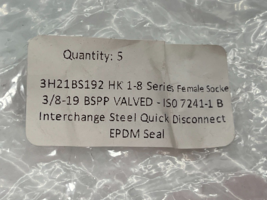 Quantity: 5
3H21BS192 HK 1-8 Series, Female Socke
3/8-19 BSPP VALVED - ISO 7241-1 B
Interchange Steel Quick Disconnect
EPDM Seal